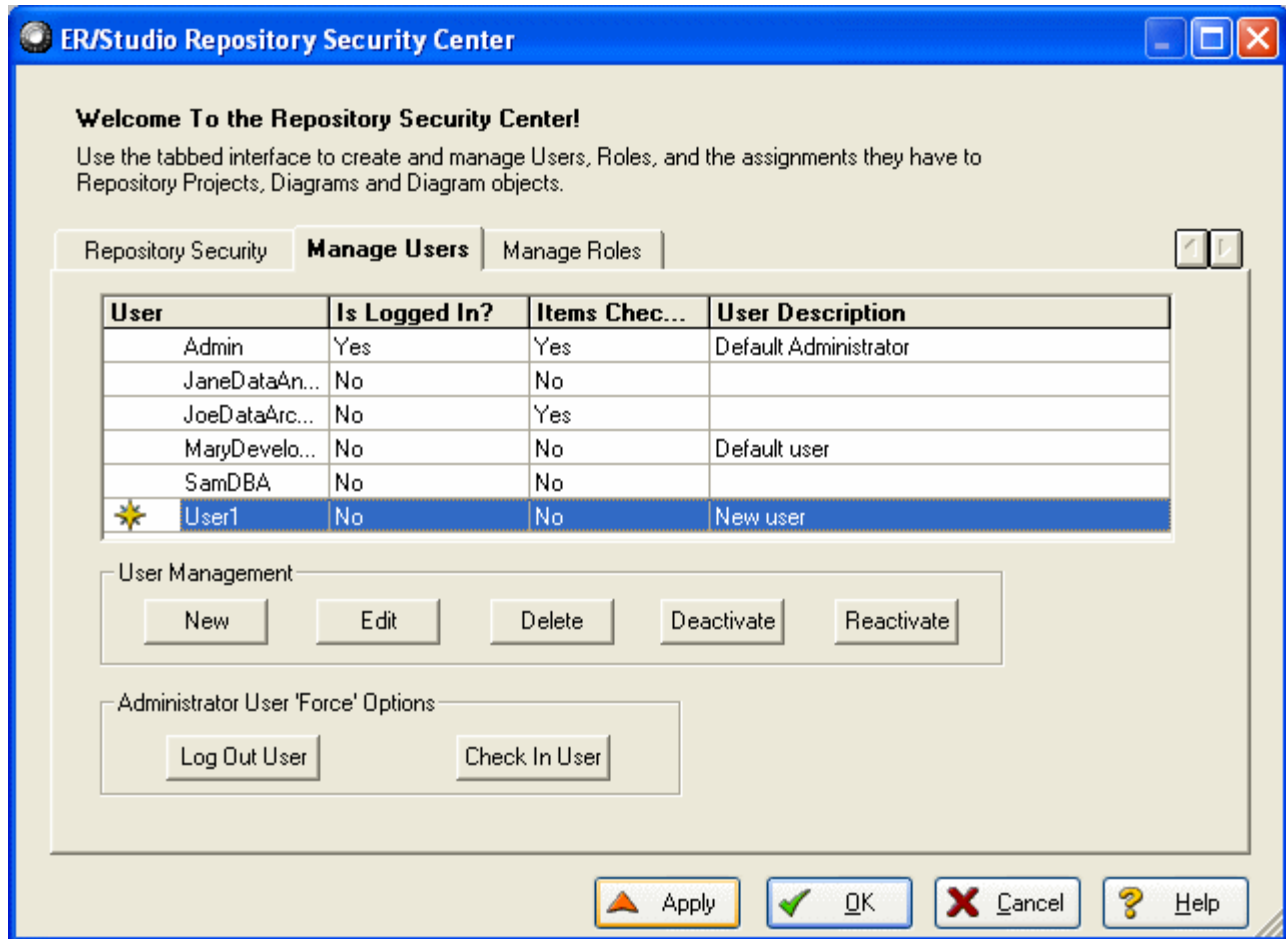 ER/Studio Repository Security Center
Welcome To the Repository Security Center!
Use the tabbed interface to create and manage Users, Roles, and the assignments they have to
Repository Projects, Diagrams and Diagram objects.
Repository Security Manage Users Manage Roles
User Is Logged In? Items Chec... User Description
Admin Yes Yes Default Administrator
JaneDataAn... No No
JoeDataArc... No Yes
MaryDevelo... No No Default user
SamDBA No No
User1 No No New user
User Management
New Edit Delete Deactivate Reactivate
Administrator User 'Force' Options
Log Out User Check In User
Apply OK Cancel Help